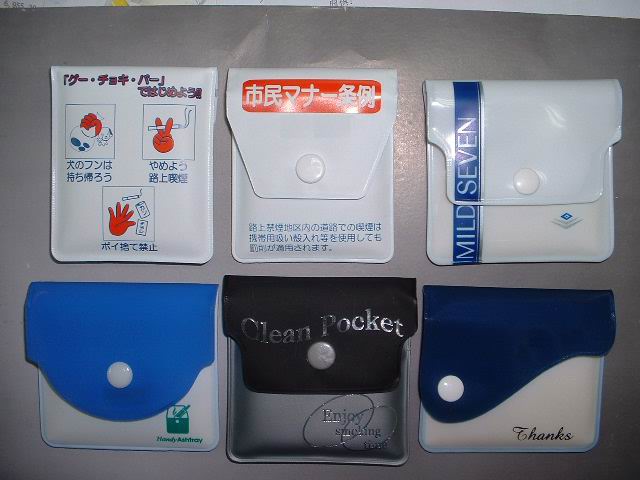 「グー・チョキ・パー」
ではじめよう!!
犬のフンは
持ち帰ろう
やめよう
路上喫煙
ポイ捨て禁止
市民マナー条例
路上禁煙地区内の道路での喫煙は
携帯用吸い殻入れ等を使用しても
罰則が適用されます。
MILD SEVEN
Handy Ashtray
Clean Pocket
Enjoy
smoking
time
Thanks